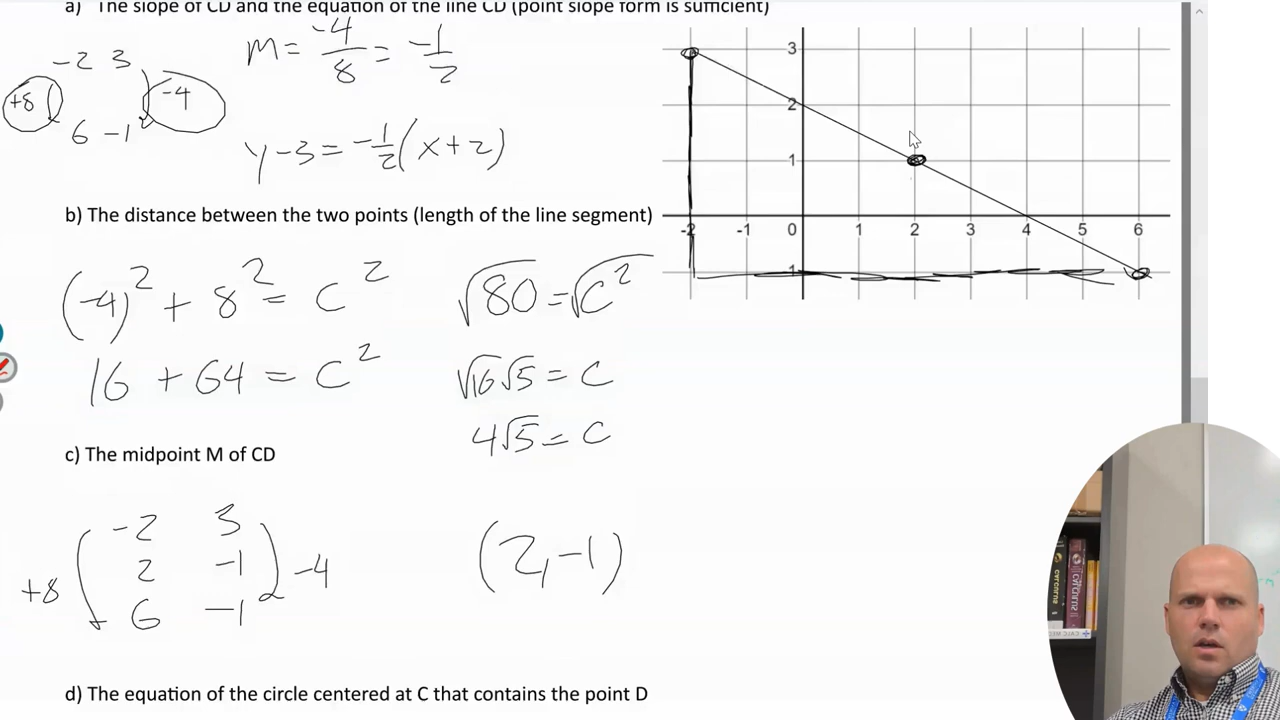 a) The slope of CD and the equation of the line CD (point slope form is sufficient)
-2 3
+8 -4
6 -1
m = -4/8 = -1/2
y-3 = -1/2(x+2)
3
2
1
-2 -1 0 1 2 3 4 5 6
b) The distance between the two points (length of the line segment)
(-4)² + 8² = C²
16 + 64 = C²
√80 = √C²
√16√5 = C
4√5 = C
c) The midpoint M of CD
-2 3
2 -1
6 -1
+8 -4
(2, -1)
d) The equation of the circle centered at C that contains the point D
calculus
calculus